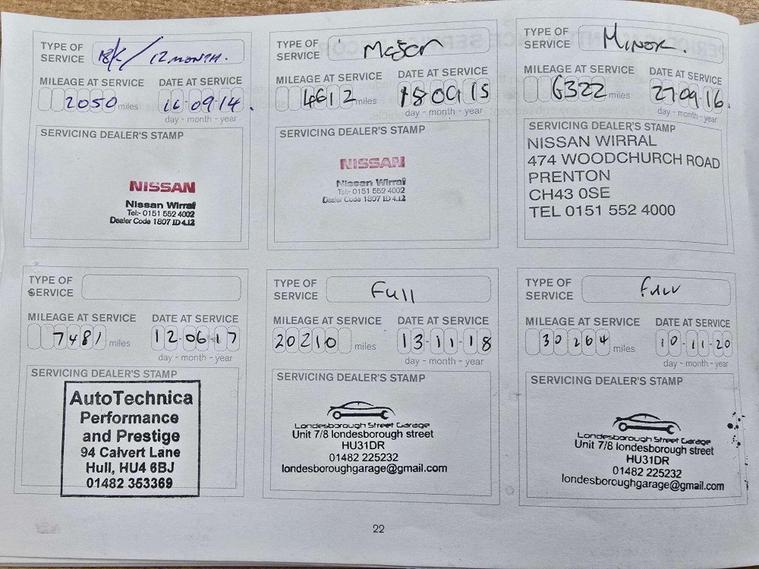 TYPE OF SERVICE 18K/12 MONTH.
MILEAGE AT SERVICE DATE AT SERVICE
2050 miles 16·09·14.
day - month - year
SERVICING DEALER'S STAMP
NISSAN
Nissan Wirral
Tel:- 0151 552 4002
Dealer Code 1807 ID 4.12
TYPE OF SERVICE Major
MILEAGE AT SERVICE DATE AT SERVICE
4612 miles 18 09 15
day - month - year
SERVICING DEALER'S STAMP
NISSAN
Nissan Wirral
Tel:- 0151 552 4002
Dealer Code 1807 ID 4.12
TYPE OF SERVICE MINOR.
MILEAGE AT SERVICE DATE AT SERVICE
6322 miles 27 09 16.
day - month - year
SERVICING DEALER'S STAMP
NISSAN WIRRAL
474 WOODCHURCH ROAD
PRENTON
CH43 0SE
TEL 0151 552 4000
TYPE OF SERVICE
MILEAGE AT SERVICE DATE AT SERVICE
7481 miles 12·06·17
day - month - year
SERVICING DEALER'S STAMP
AutoTechnica
Performance
and Prestige
94 Calvert Lane
Hull, HU4 6BJ
01482 353369
TYPE OF SERVICE Full
MILEAGE AT SERVICE DATE AT SERVICE
20210 miles 13-11-18
day - month - year
SERVICING DEALER'S STAMP
Londesborough Street Garage
Unit 7/8 londesborough street
HU31DR
01482 225232
londesboroughgarage@gmail.com
TYPE OF SERVICE Full
MILEAGE AT SERVICE DATE AT SERVICE
30264 miles 10-11-20
day - month - year
SERVICING DEALER'S STAMP
Londesborough Street Garage
Unit 7/8 londesborough street
HU31DR
01482 225232
londesboroughgarage@gmail.com
22